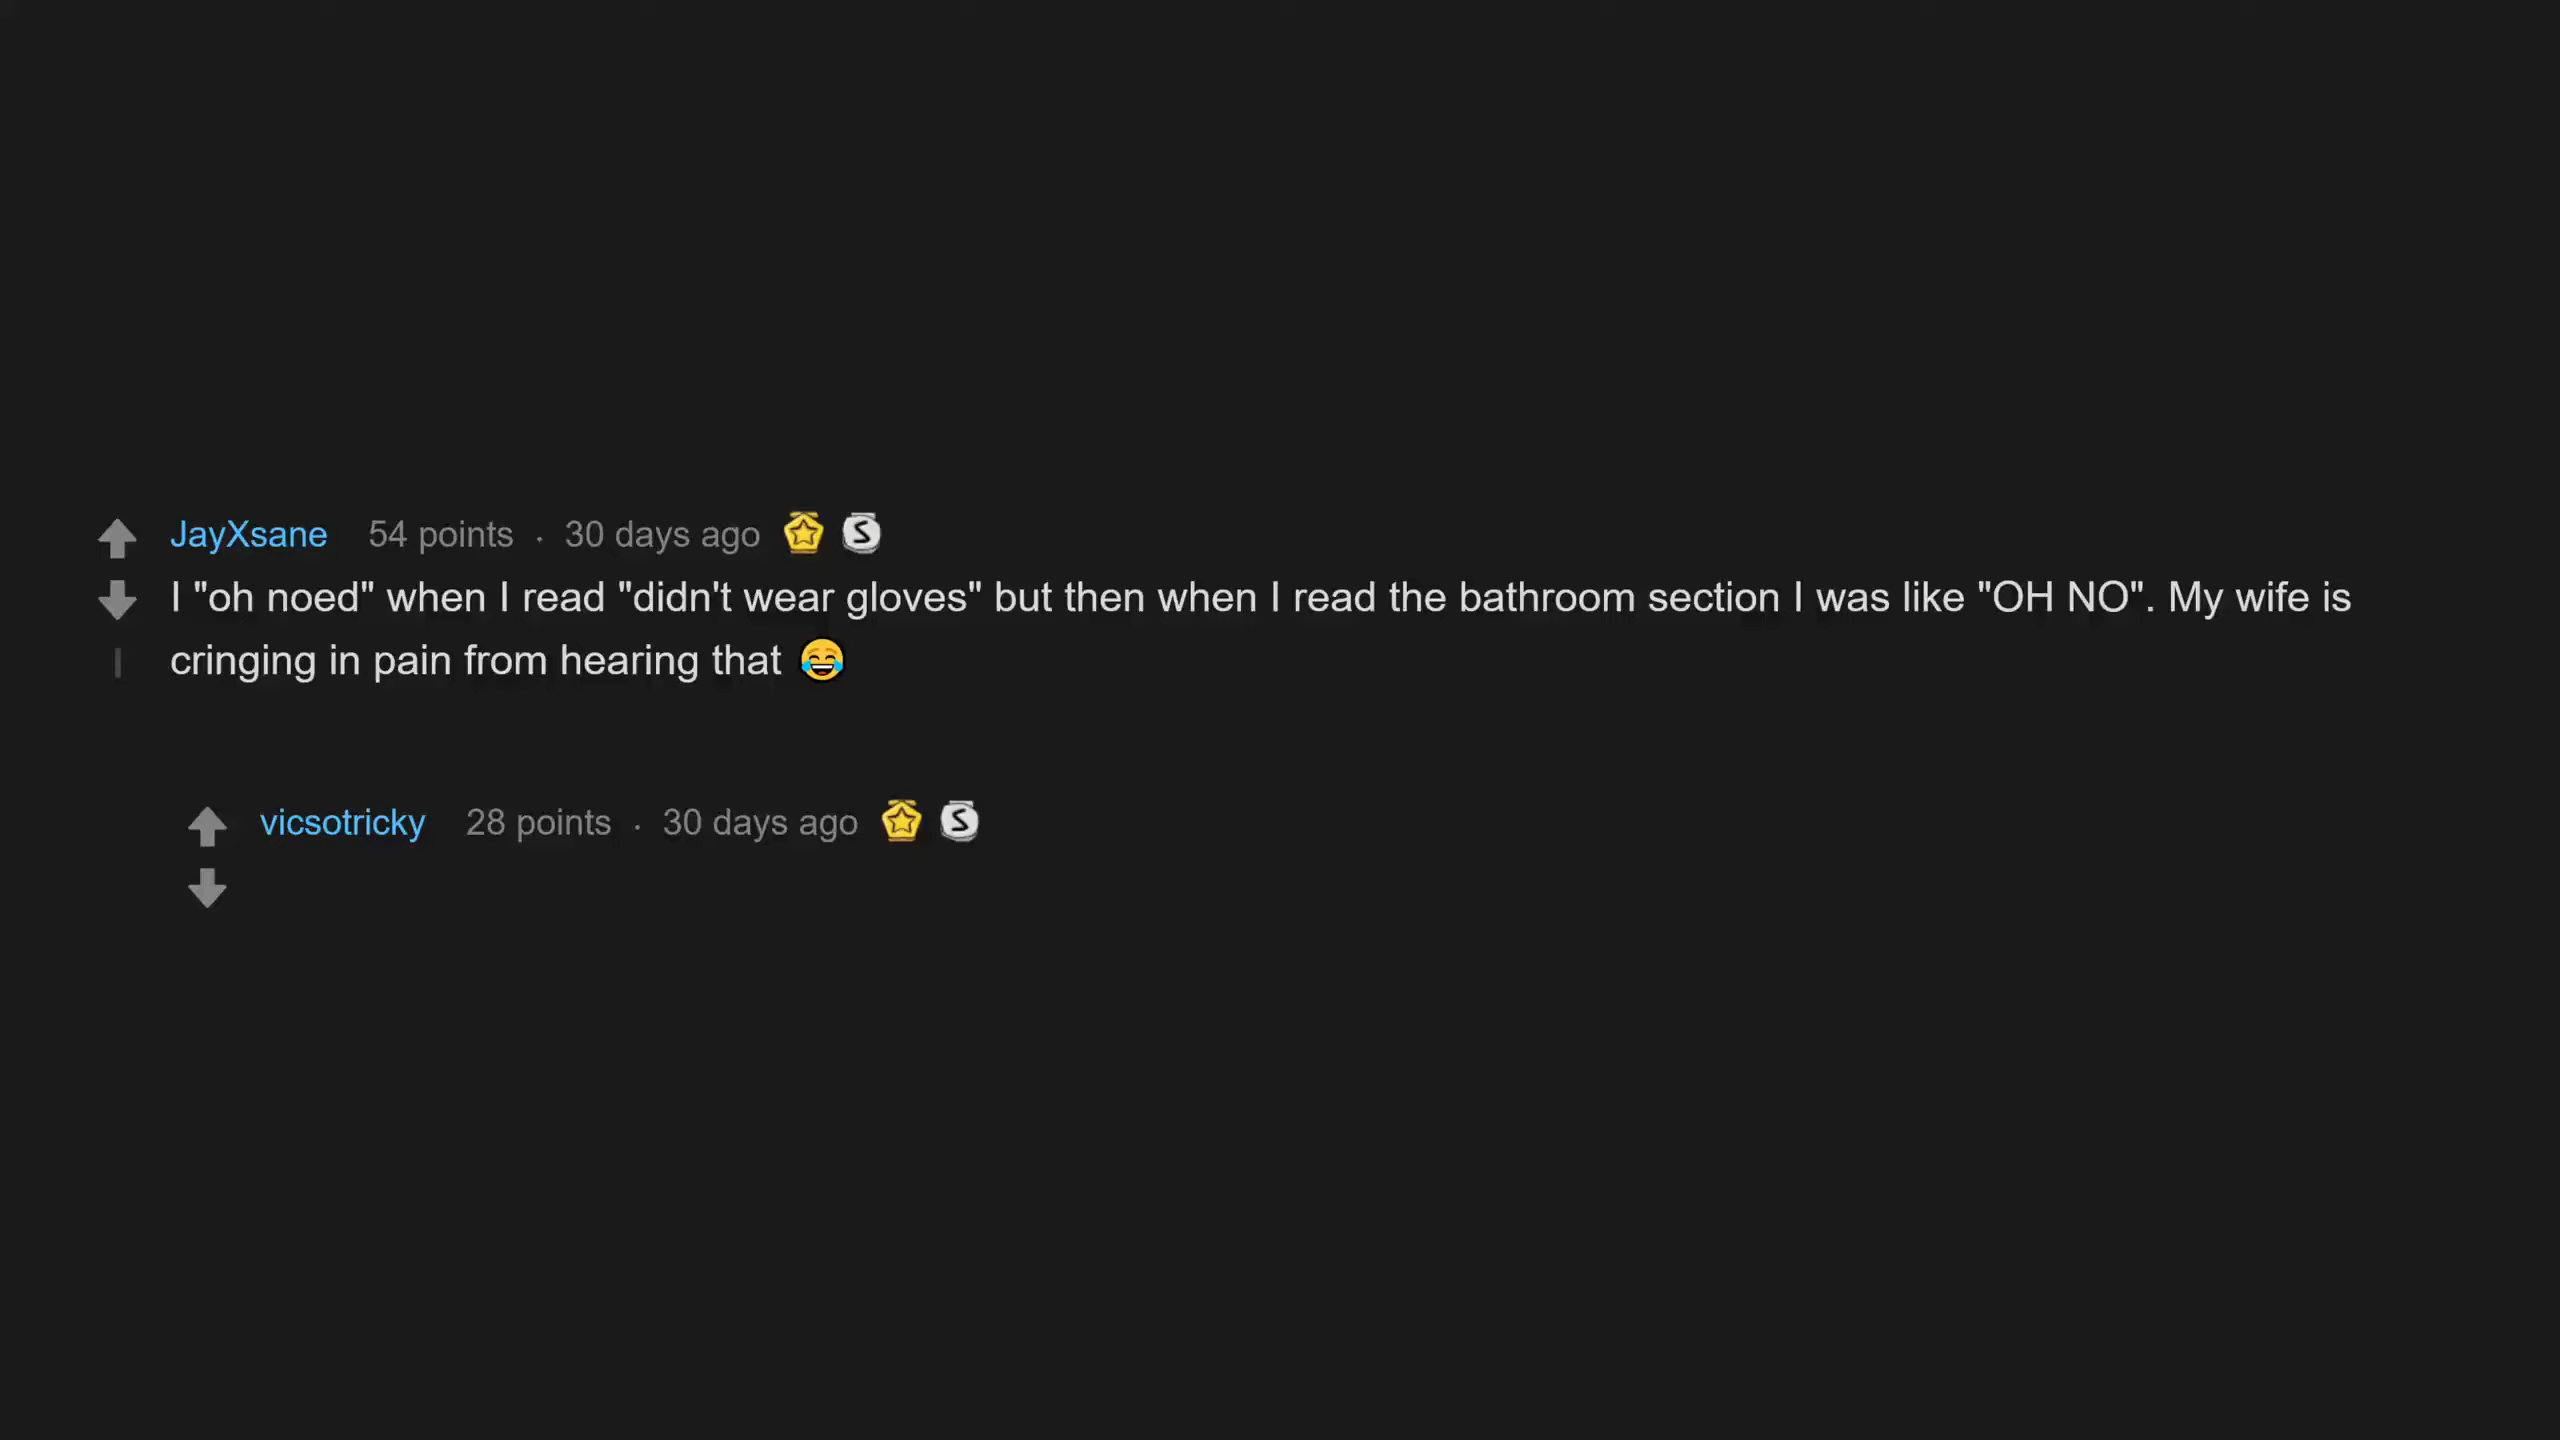 JayXsane 54 points · 30 days ago
I "oh noed" when I read "didn't wear gloves" but then when I read the bathroom section I was like "OH NO". My wife is
cringing in pain from hearing that 😂
vicsotricky 28 points · 30 days ago